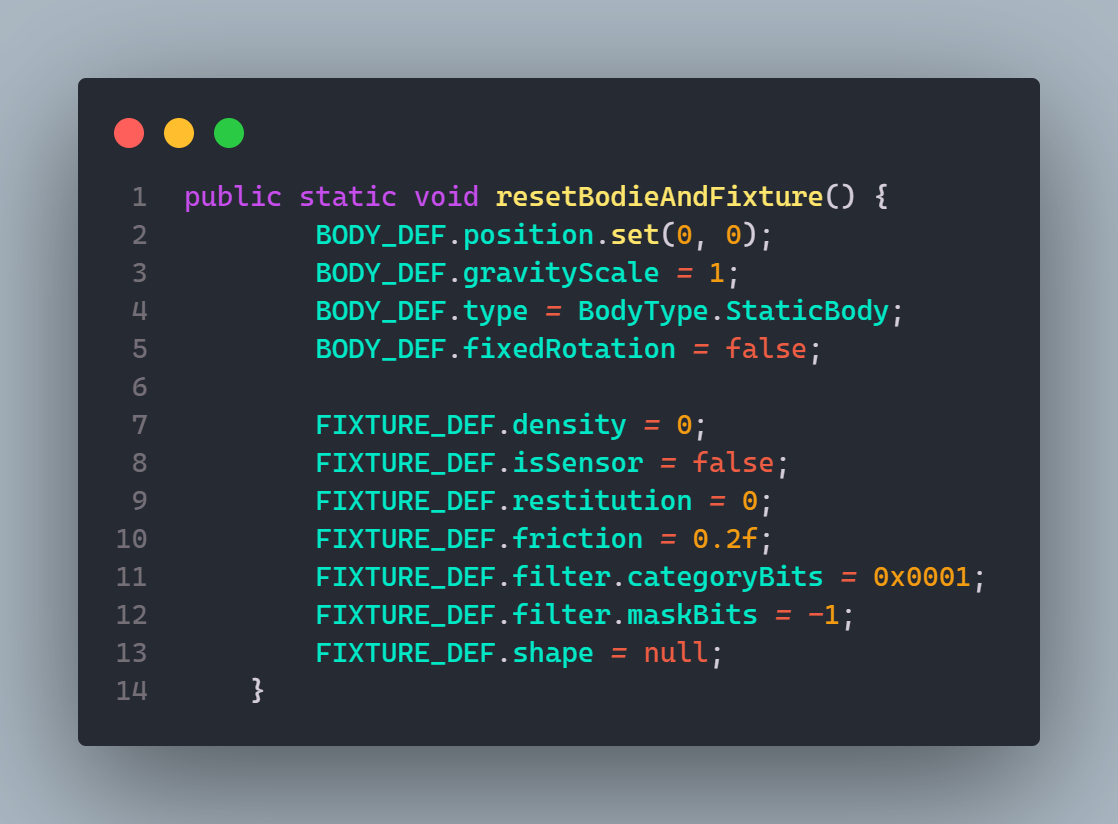 1 public static void resetBodieAndFixture() {
2 BODY_DEF.position.set(0, 0);
3 BODY_DEF.gravityScale = 1;
4 BODY_DEF.type = BodyType.StaticBody;
5 BODY_DEF.fixedRotation = false;
6
7 FIXTURE_DEF.density = 0;
8 FIXTURE_DEF.isSensor = false;
9 FIXTURE_DEF.restitution = 0;
10 FIXTURE_DEF.friction = 0.2f;
11 FIXTURE_DEF.filter.categoryBits = 0x0001;
12 FIXTURE_DEF.filter.maskBits = -1;
13 FIXTURE_DEF.shape = null;
14 }